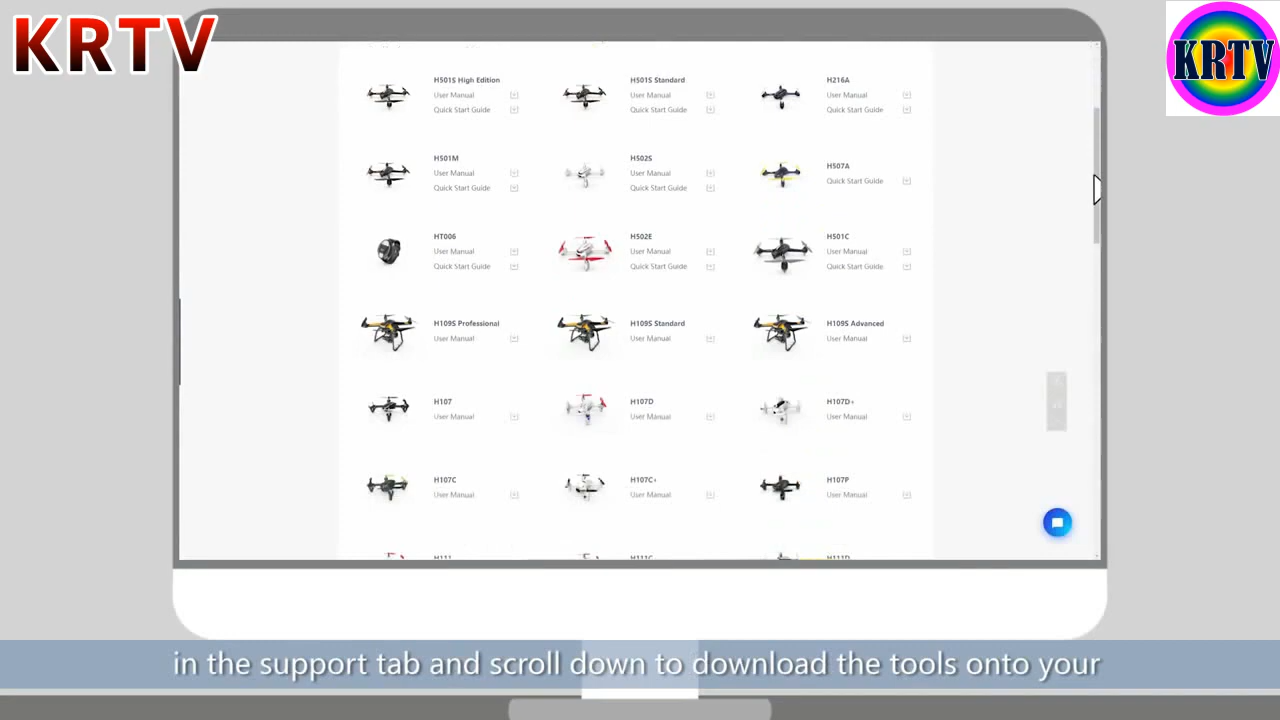 KRTV
KRTV
H501S High Edition
User Manual
Quick Start Guide
H501S Standard
User Manual
Quick Start Guide
H216A
User Manual
Quick Start Guide
H501M
User Manual
Quick Start Guide
H502S
User Manual
Quick Start Guide
H507A
Quick Start Guide
HT006
User Manual
Quick Start Guide
H502E
User Manual
Quick Start Guide
H501C
User Manual
Quick Start Guide
H109S Professional
User Manual
H109S Standard
User Manual
H109S Advanced
User Manual
H107
User Manual
H107D
User Manual
H107D+
User Manual
H107C
User Manual
H107C+
User Manual
H107P
User Manual
H111
H111C
H111D
in the support tab and scroll down to download the tools onto your